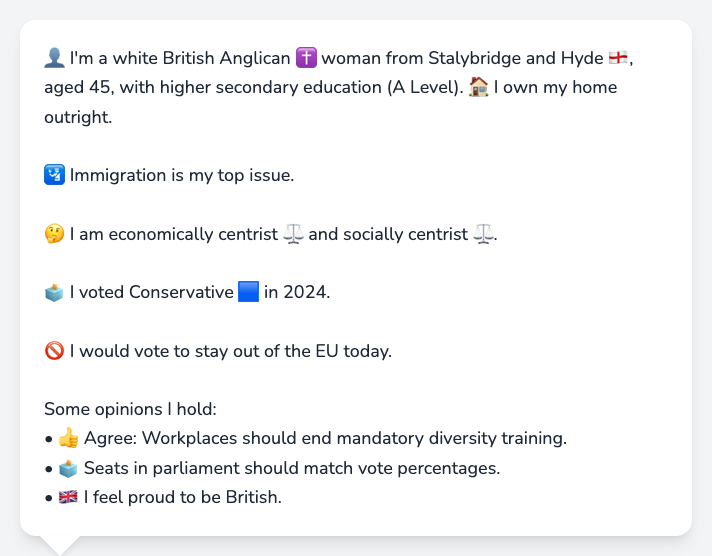 👤 I'm a white British Anglican ✝️ woman from Stalybridge and Hyde 🏴󠁧󠁢󠁥󠁮󠁧󠁿,
aged 45, with higher secondary education (A Level). 🏠 I own my home
outright.
🛂 Immigration is my top issue.
🤔 I am economically centrist ⚖️ and socially centrist ⚖️.
🗳️ I voted Conservative 🟦 in 2024.
🚫 I would vote to stay out of the EU today.
Some opinions I hold:
• 👍 Agree: Workplaces should end mandatory diversity training.
• 🗳️ Seats in parliament should match vote percentages.
• 🇬🇧 I feel proud to be British.